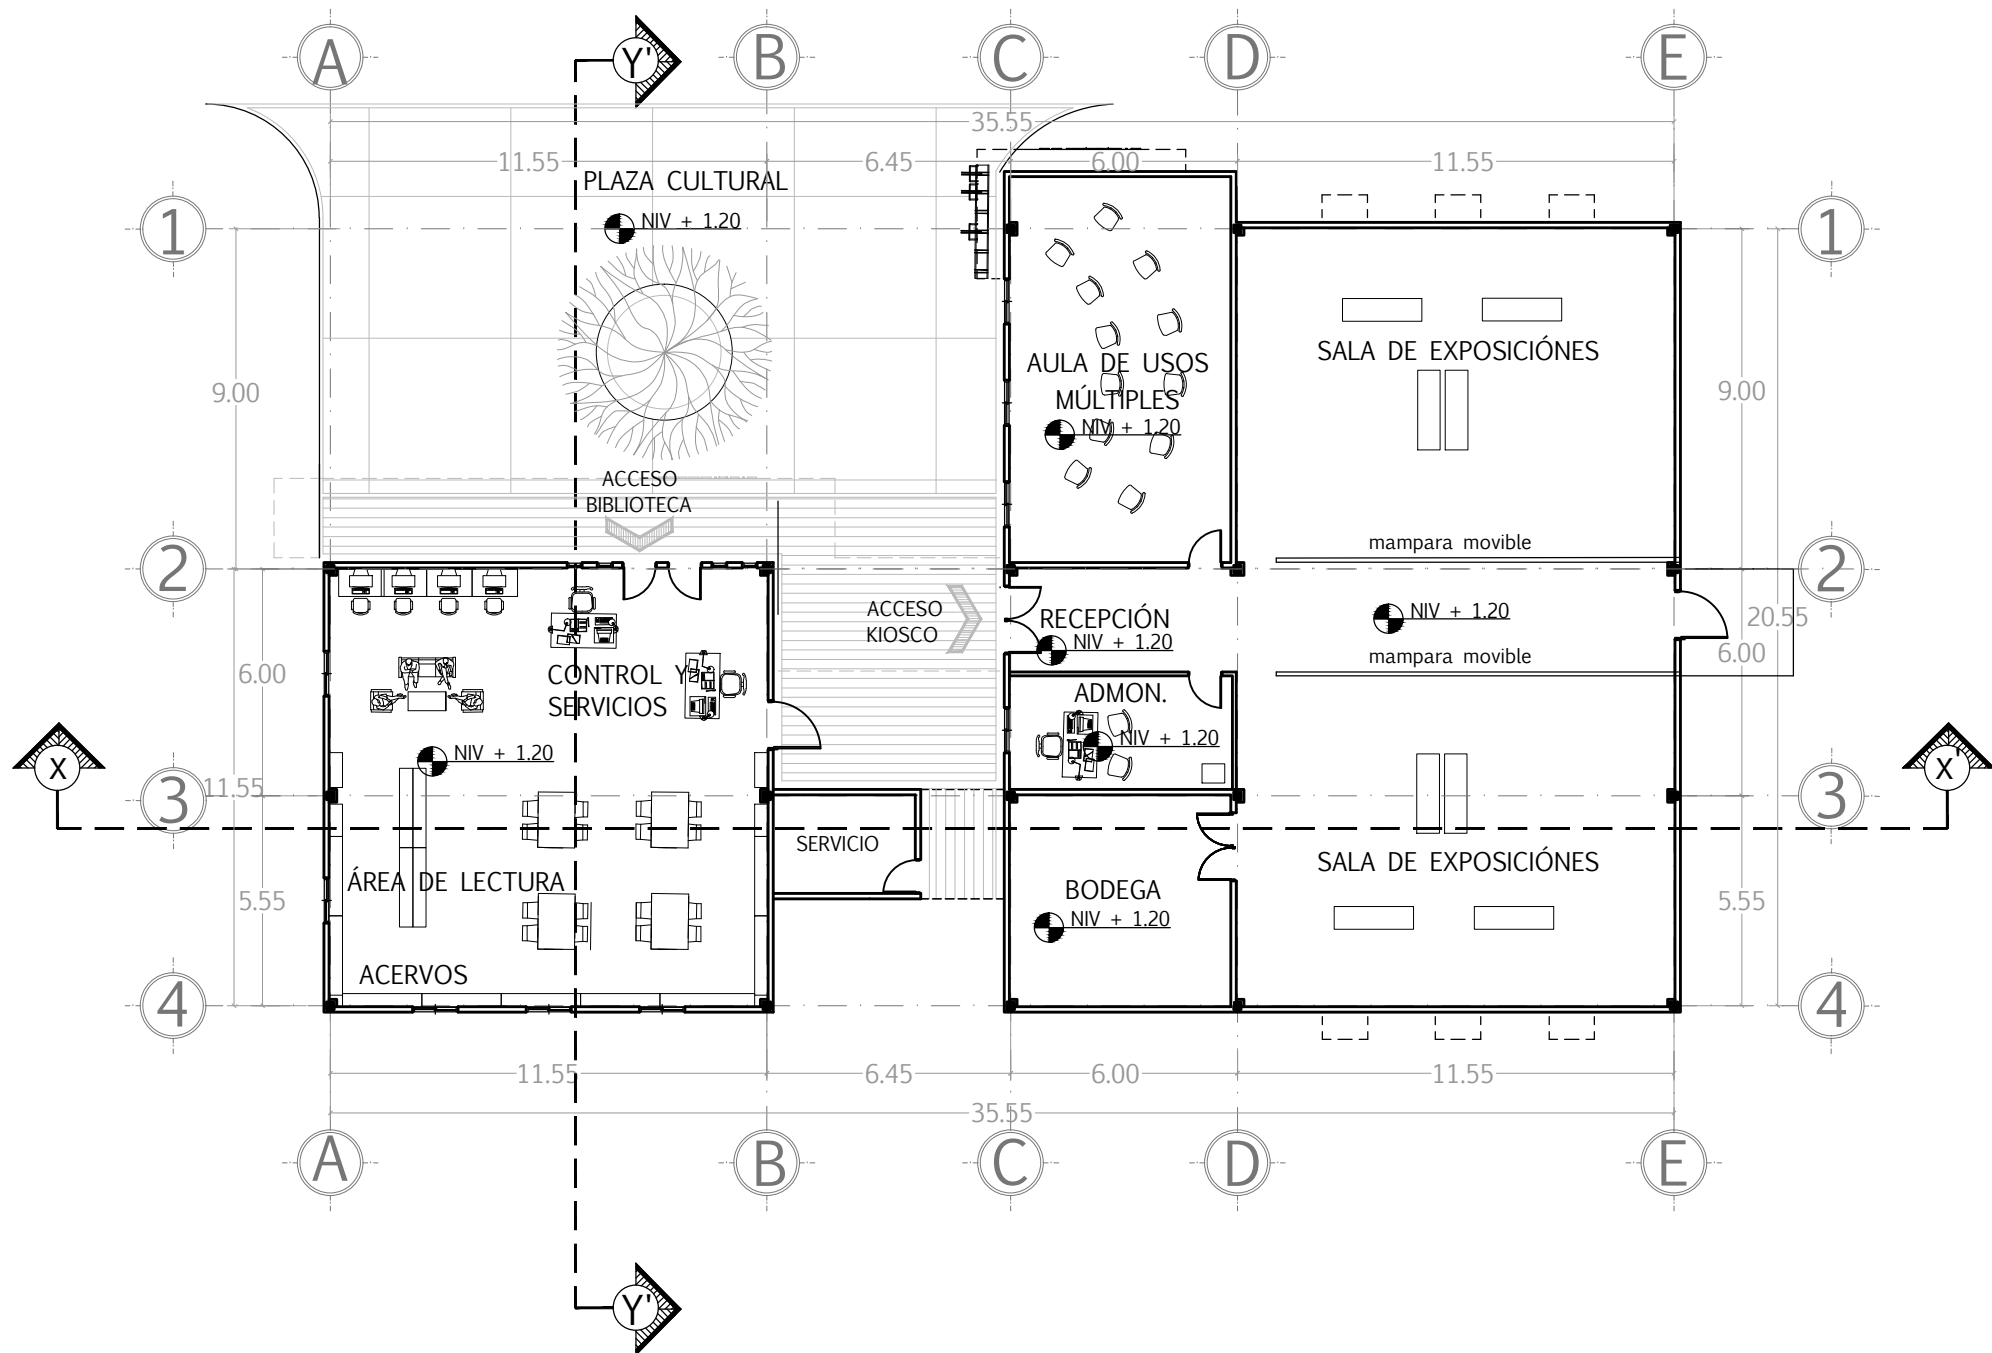 A
Y'
B
C
D
E
35.55
11.55
6.45
6.00
11.55
PLAZA CULTURAL
NIV + 1.20
1
1
9.00
9.00
SALA DE EXPOSICIÓNES
AULA DE USOS
MÚLTIPLES
NIV + 1.20
ACCESO
BIBLIOTECA
mampara movible
2
2
ACCESO
KIOSCO
RECEPCIÓN
NIV + 1.20
NIV + 1.20
20.55
6.00
mampara movible
6.00
CONTROL Y
SERVICIOS
ADMON.
NIV + 1.20
NIV + 1.20
X
X'
11.55
3
3
SERVICIO
SALA DE EXPOSICIÓNES
ÁREA DE LECTURA
BODEGA
NIV + 1.20
5.55
5.55
ACERVOS
4
4
11.55
6.45
6.00
11.55
35.55
A
B
C
D
E
Y'